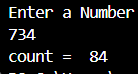 Enter a Number
734
count =  84